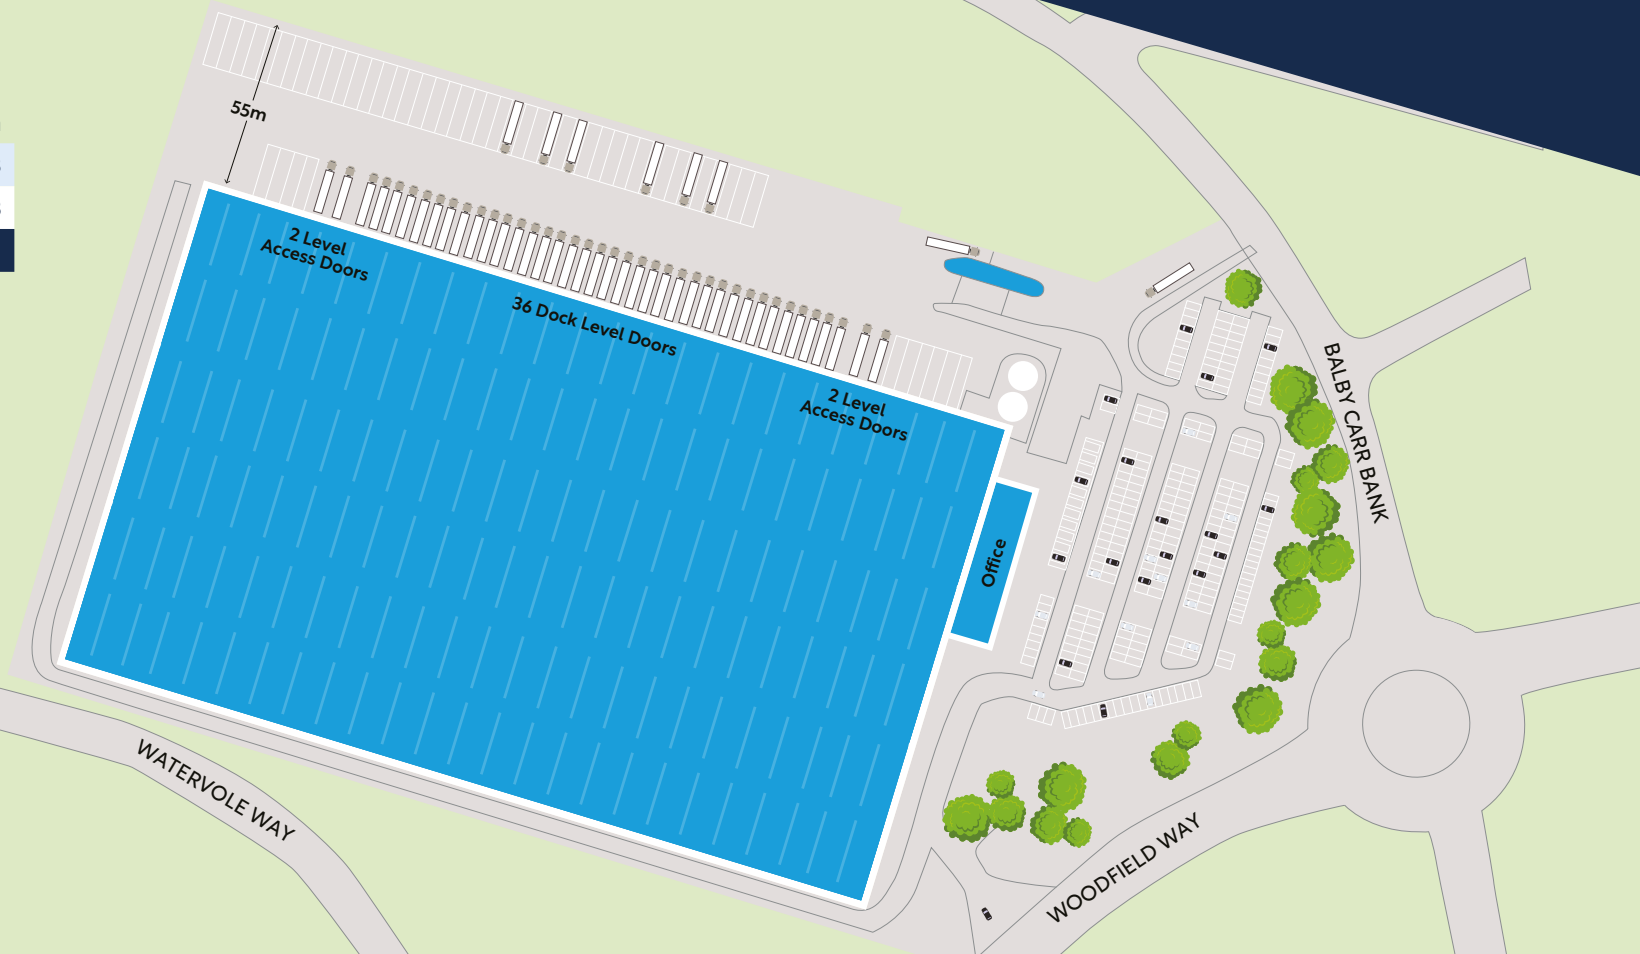 55m
2 Level
Access Doors
36 Dock Level Doors
2 Level
Access Doors
Office
BALBY CARR BANK
WATERVOLE WAY
WOODFIELD WAY